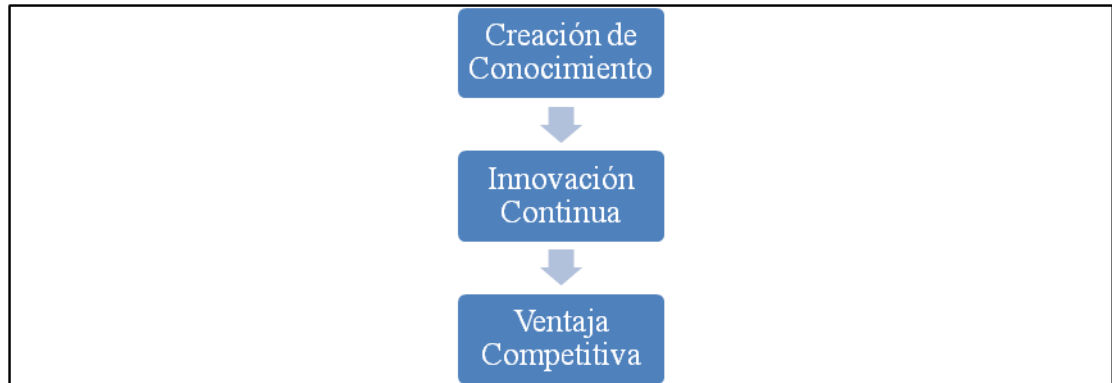 Creación de
Conocimiento
Innovación
Continua
Ventaja
Competitiva